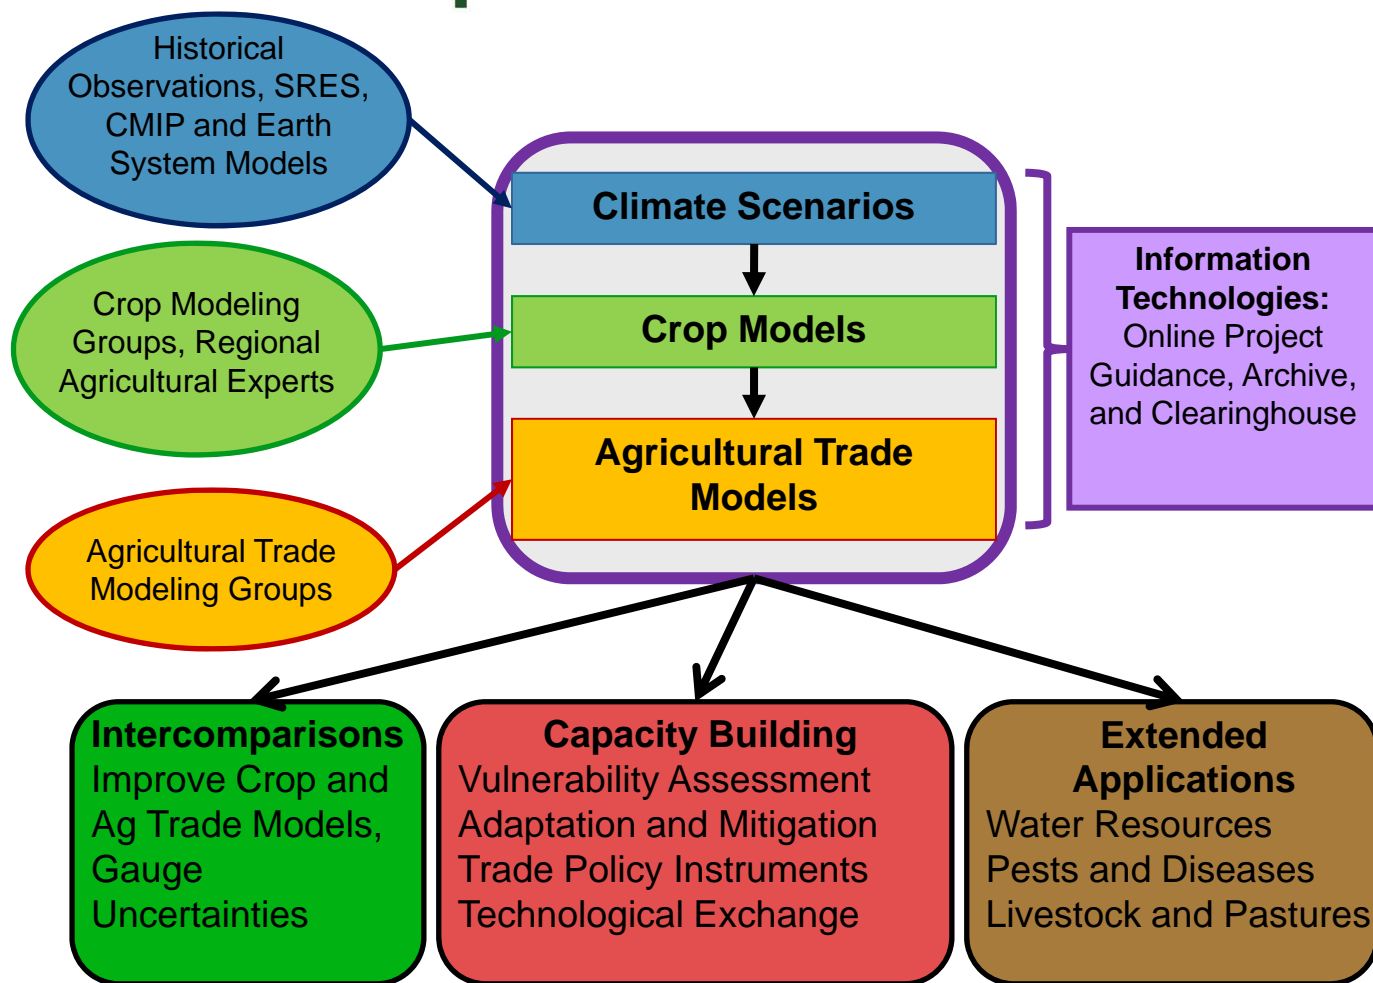 Historical
Observations, SRES,
CMIP and Earth
System Models
Climate Scenarios
Crop Modeling
Groups, Regional
Agricultural Experts
Crop Models
Agricultural Trade
Models
Agricultural Trade
Modeling Groups
Information
Technologies:
Online Project
Guidance, Archive,
and Clearinghouse
Intercomparisons
Improve Crop and
Ag Trade Models,
Gauge
Uncertainties
Capacity Building
Vulnerability Assessment
Adaptation and Mitigation
Trade Policy Instruments
Technological Exchange
Extended
Applications
Water Resources
Pests and Diseases
Livestock and Pastures